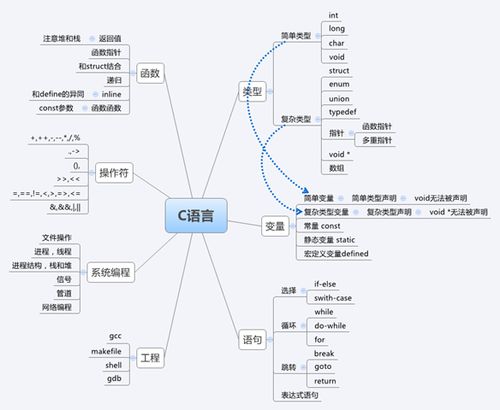 C语言
函数
返回值
注意堆和栈
函数指针
和struct结合
递归
inline
和define的异同
函数函数
const参数
操作符
+,++,-,--,*,/,%
.,->
(),
>>,<<
=,==,!=,<,>,>=,<=
&,&&,|,||
系统编程
文件操作
进程，线程
进程结构，栈和堆
信号
管道
网络编程
工程
gcc
makefile
shell
gdb
类型
简单类型
int
long
char
void
复杂类型
struct
enum
union
typedef
指针
函数指针
多重指针
void *
数组
变量
简单变量
简单类型声明
void无法被声明
复杂类型变量
复杂类型声明
void *无法被声明
常量 const
静态变量 static
宏定义变量defined
语句
选择
if-else
swith-case
循环
while
do-while
for
跳转
break
goto
return
表达式语句